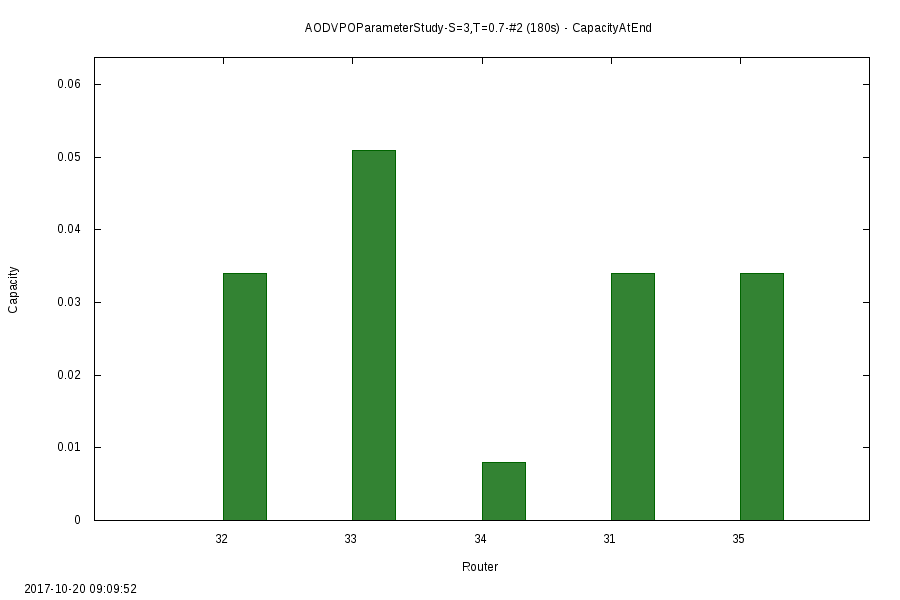 AODVPOParameterStudy-S=3,T=0.7-#2 (180s) - CapacityAtEnd
0.06
0.05
0.04
0.03
0.02
0.01
0
Capacity
32 33 34 31 35
Router
2017-10-20 09:09:52